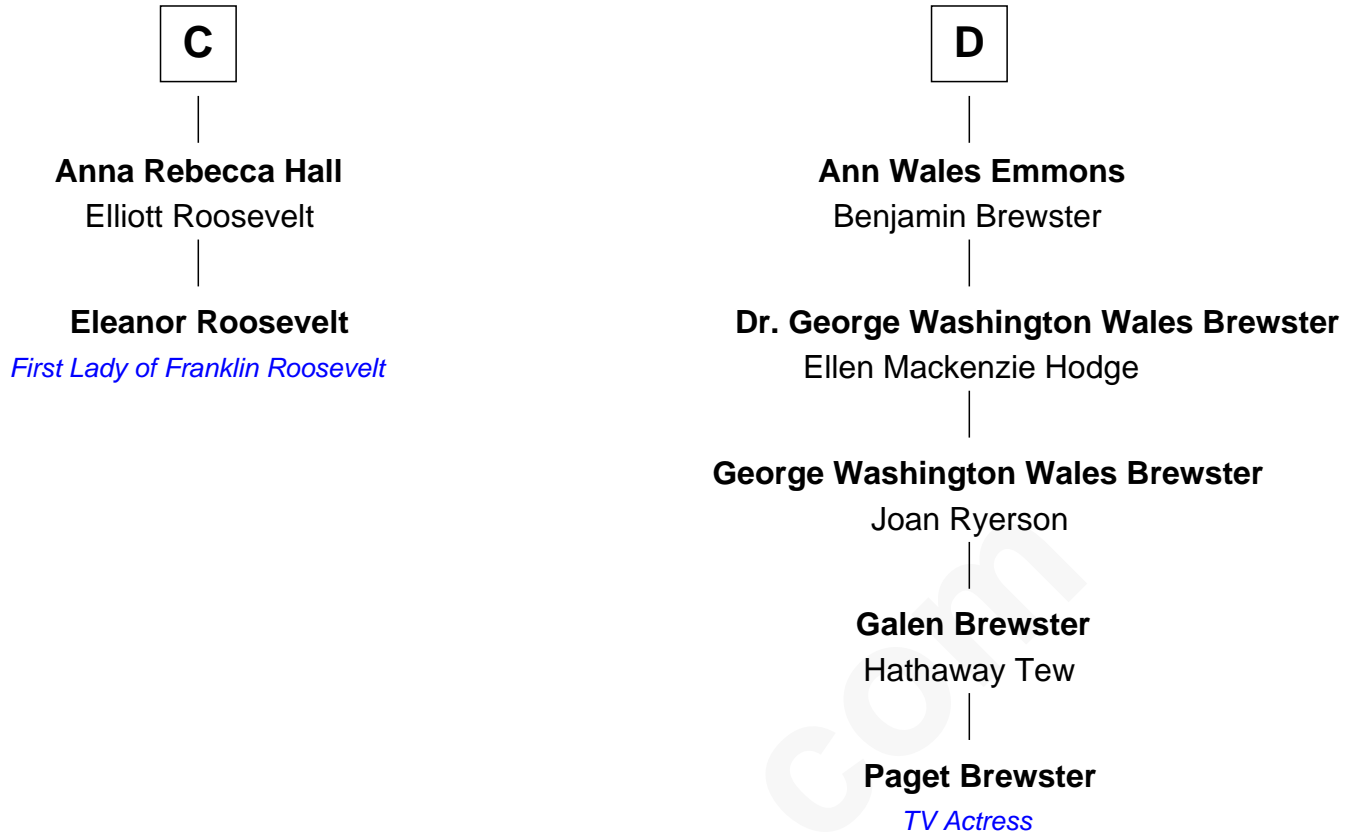 C
Anna Rebecca Hall
Elliott Roosevelt
Eleanor Roosevelt
First Lady of Franklin Roosevelt
D
Ann Wales Emmons
Benjamin Brewster
Dr. George Washington Wales Brewster
Ellen Mackenzie Hodge
George Washington Wales Brewster
Joan Ryerson
Galen Brewster
Hathaway Tew
Paget Brewster
TV Actress
com